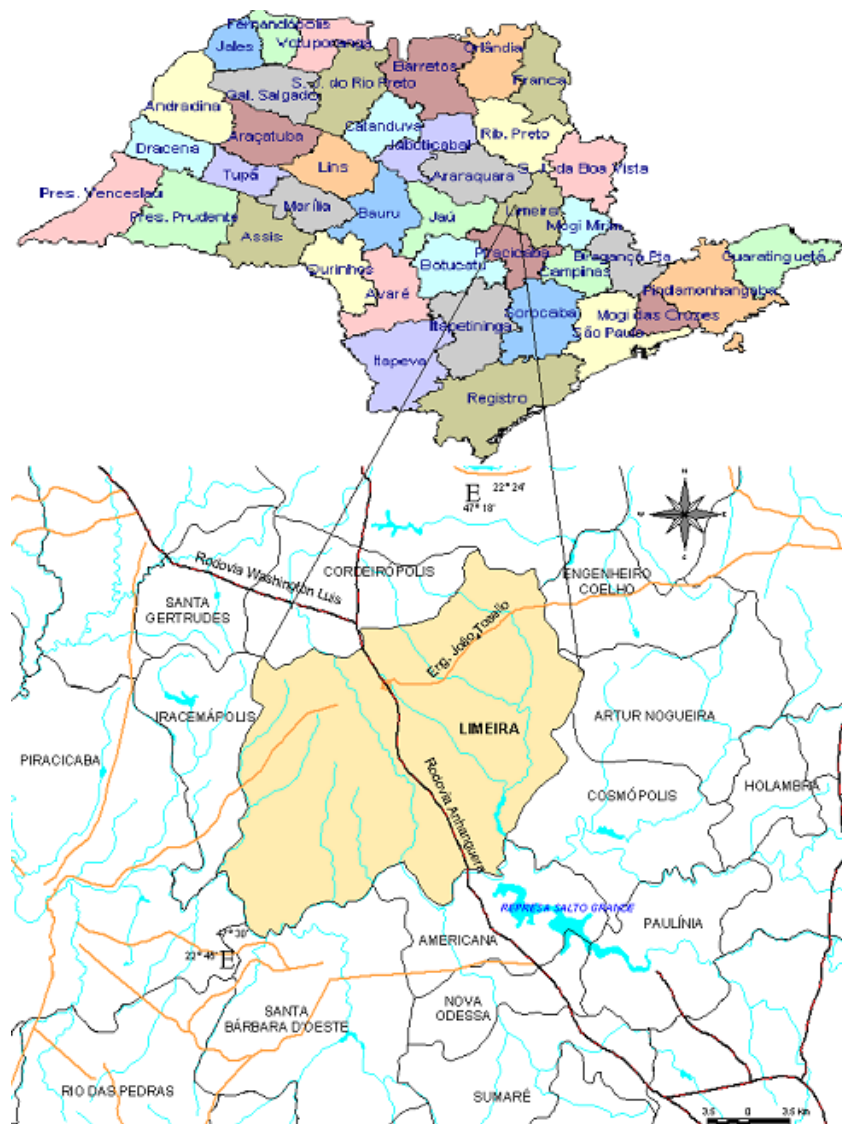 Fernandópolis
Jales
Votuporanga
Orlândia
Barretos
Franca
S. J. do Rio Preto
Gal. Salgado
Andradina
Catanduva
Araçatuba
Rib. Preto
Jaboticabal
Dracena
Lins
S. J. da Boa Vista
Tupã
Araraquara
Pres. Venceslau
Marília
Pres. Prudente
Bauru
Jaú
Limeira
Mogi Mirim
Assis
Piracicaba
Bragança Pta
Guaratinguetá
Ourinhos
Botucatu
Campinas
Pindamonhangaba
Avaré
Itapetininga
Sorocaba
Mogi das Cruzes
São Paulo
Itapeva
Registro
E
22° 24'
47° 18'
N
W
E
Rodovia Washington Luis
CORDEIRÓPOLIS
ENGENHEIRO
COELHO
SANTA
GERTRUDES
IRACEMÁPOLIS
LIMEIRA
ARTUR NOGUEIRA
PIRACICABA
Rodovia Anhanguera
COSMÓPOLIS
HOLAMBRA
REPRESA SALTO GRANDE
PAULÍNIA
47° 30'
22° 45'
E
AMERICANA
SANTA
BÁRBARA D'OESTE
NOVA
ODESSA
RIO DAS PEDRAS
SUMARÉ
3.5 0 3.5 Km